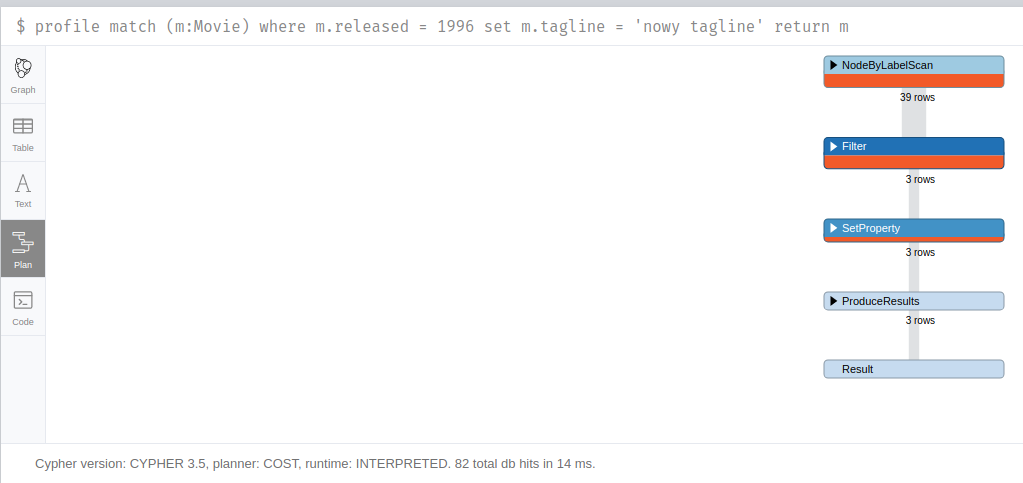 $ profile match (m:Movie) where m.released = 1996 set m.tagline = 'nowy tagline' return m
Graph
Table
Text
Plan
Code
NodeByLabelScan
39 rows
Filter
3 rows
SetProperty
3 rows
ProduceResults
3 rows
Result
Cypher version: CYPHER 3.5, planner: COST, runtime: INTERPRETED. 82 total db hits in 14 ms.